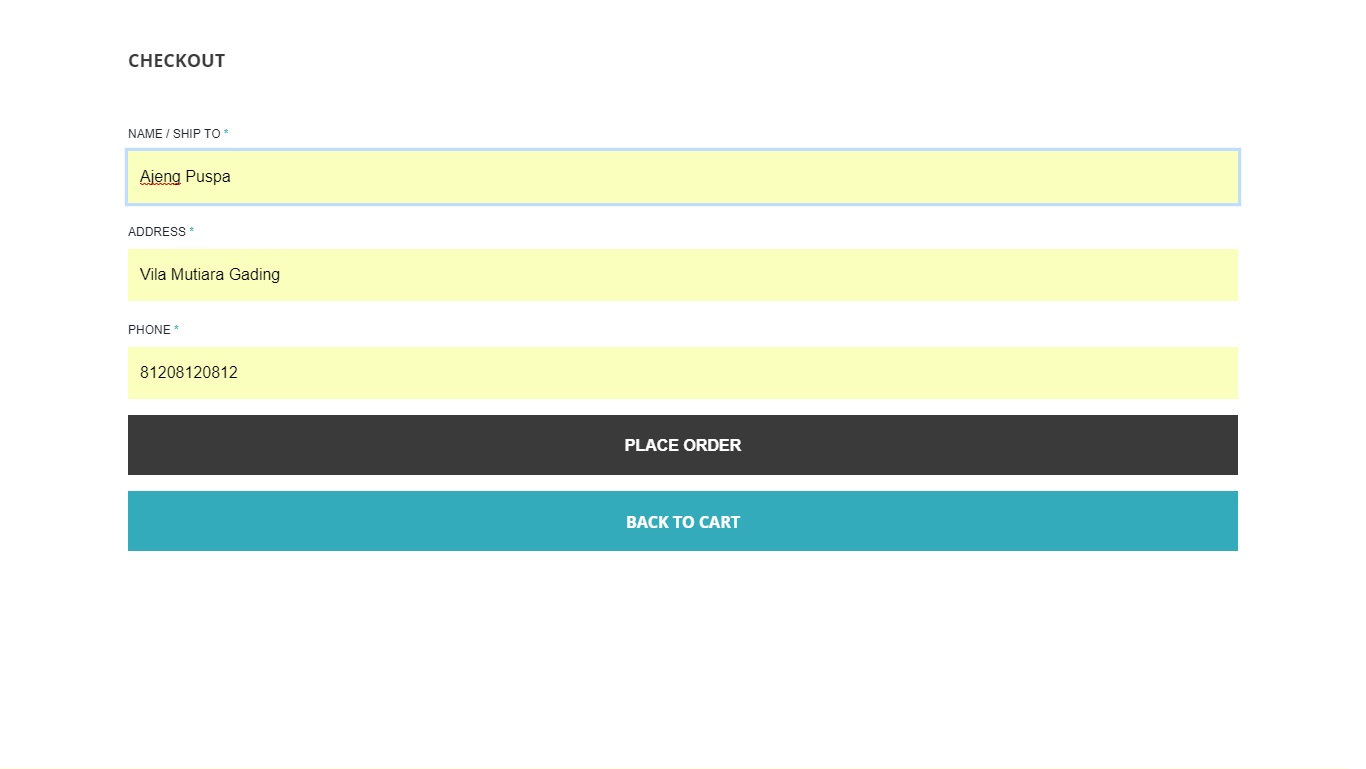 CHECKOUT
NAME / SHIP TO *
Ajeng Puspa
ADDRESS *
Vila Mutiara Gading
PHONE *
81208120812
PLACE ORDER
BACK TO CART